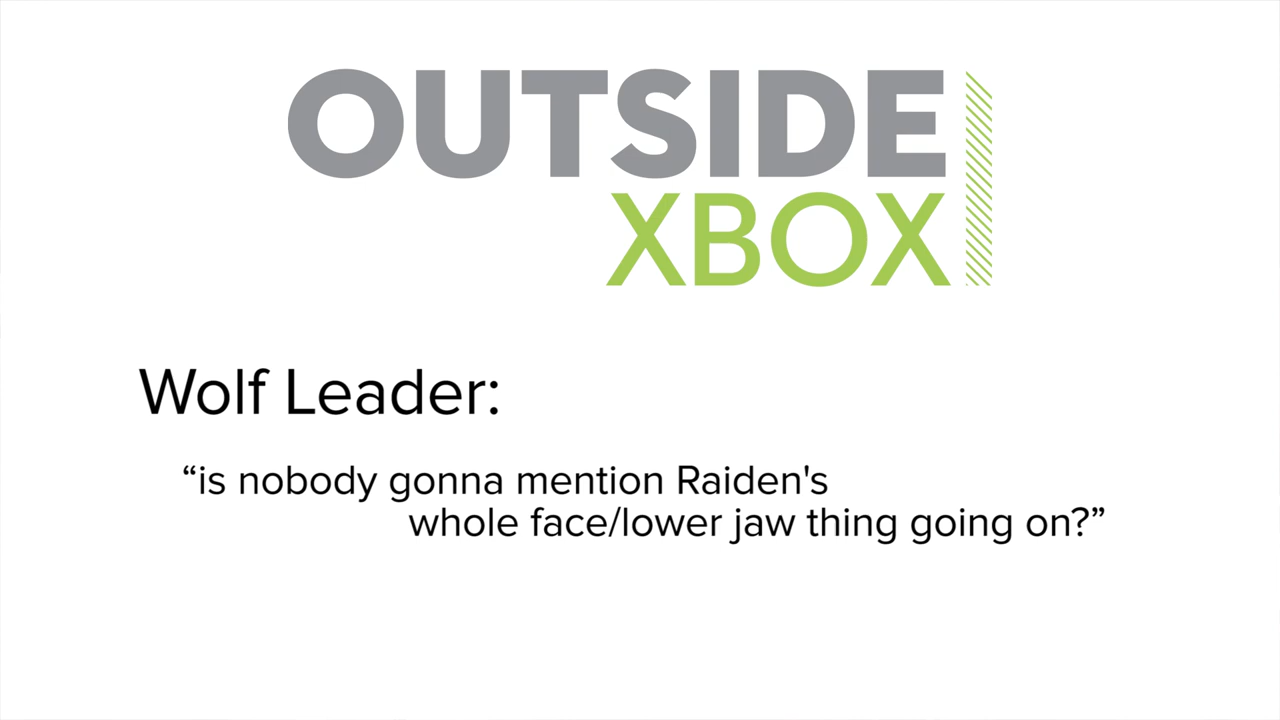 OUTSIDE
XBOX
Wolf Leader:
“is nobody gonna mention Raiden's
whole face/lower jaw thing going on?”